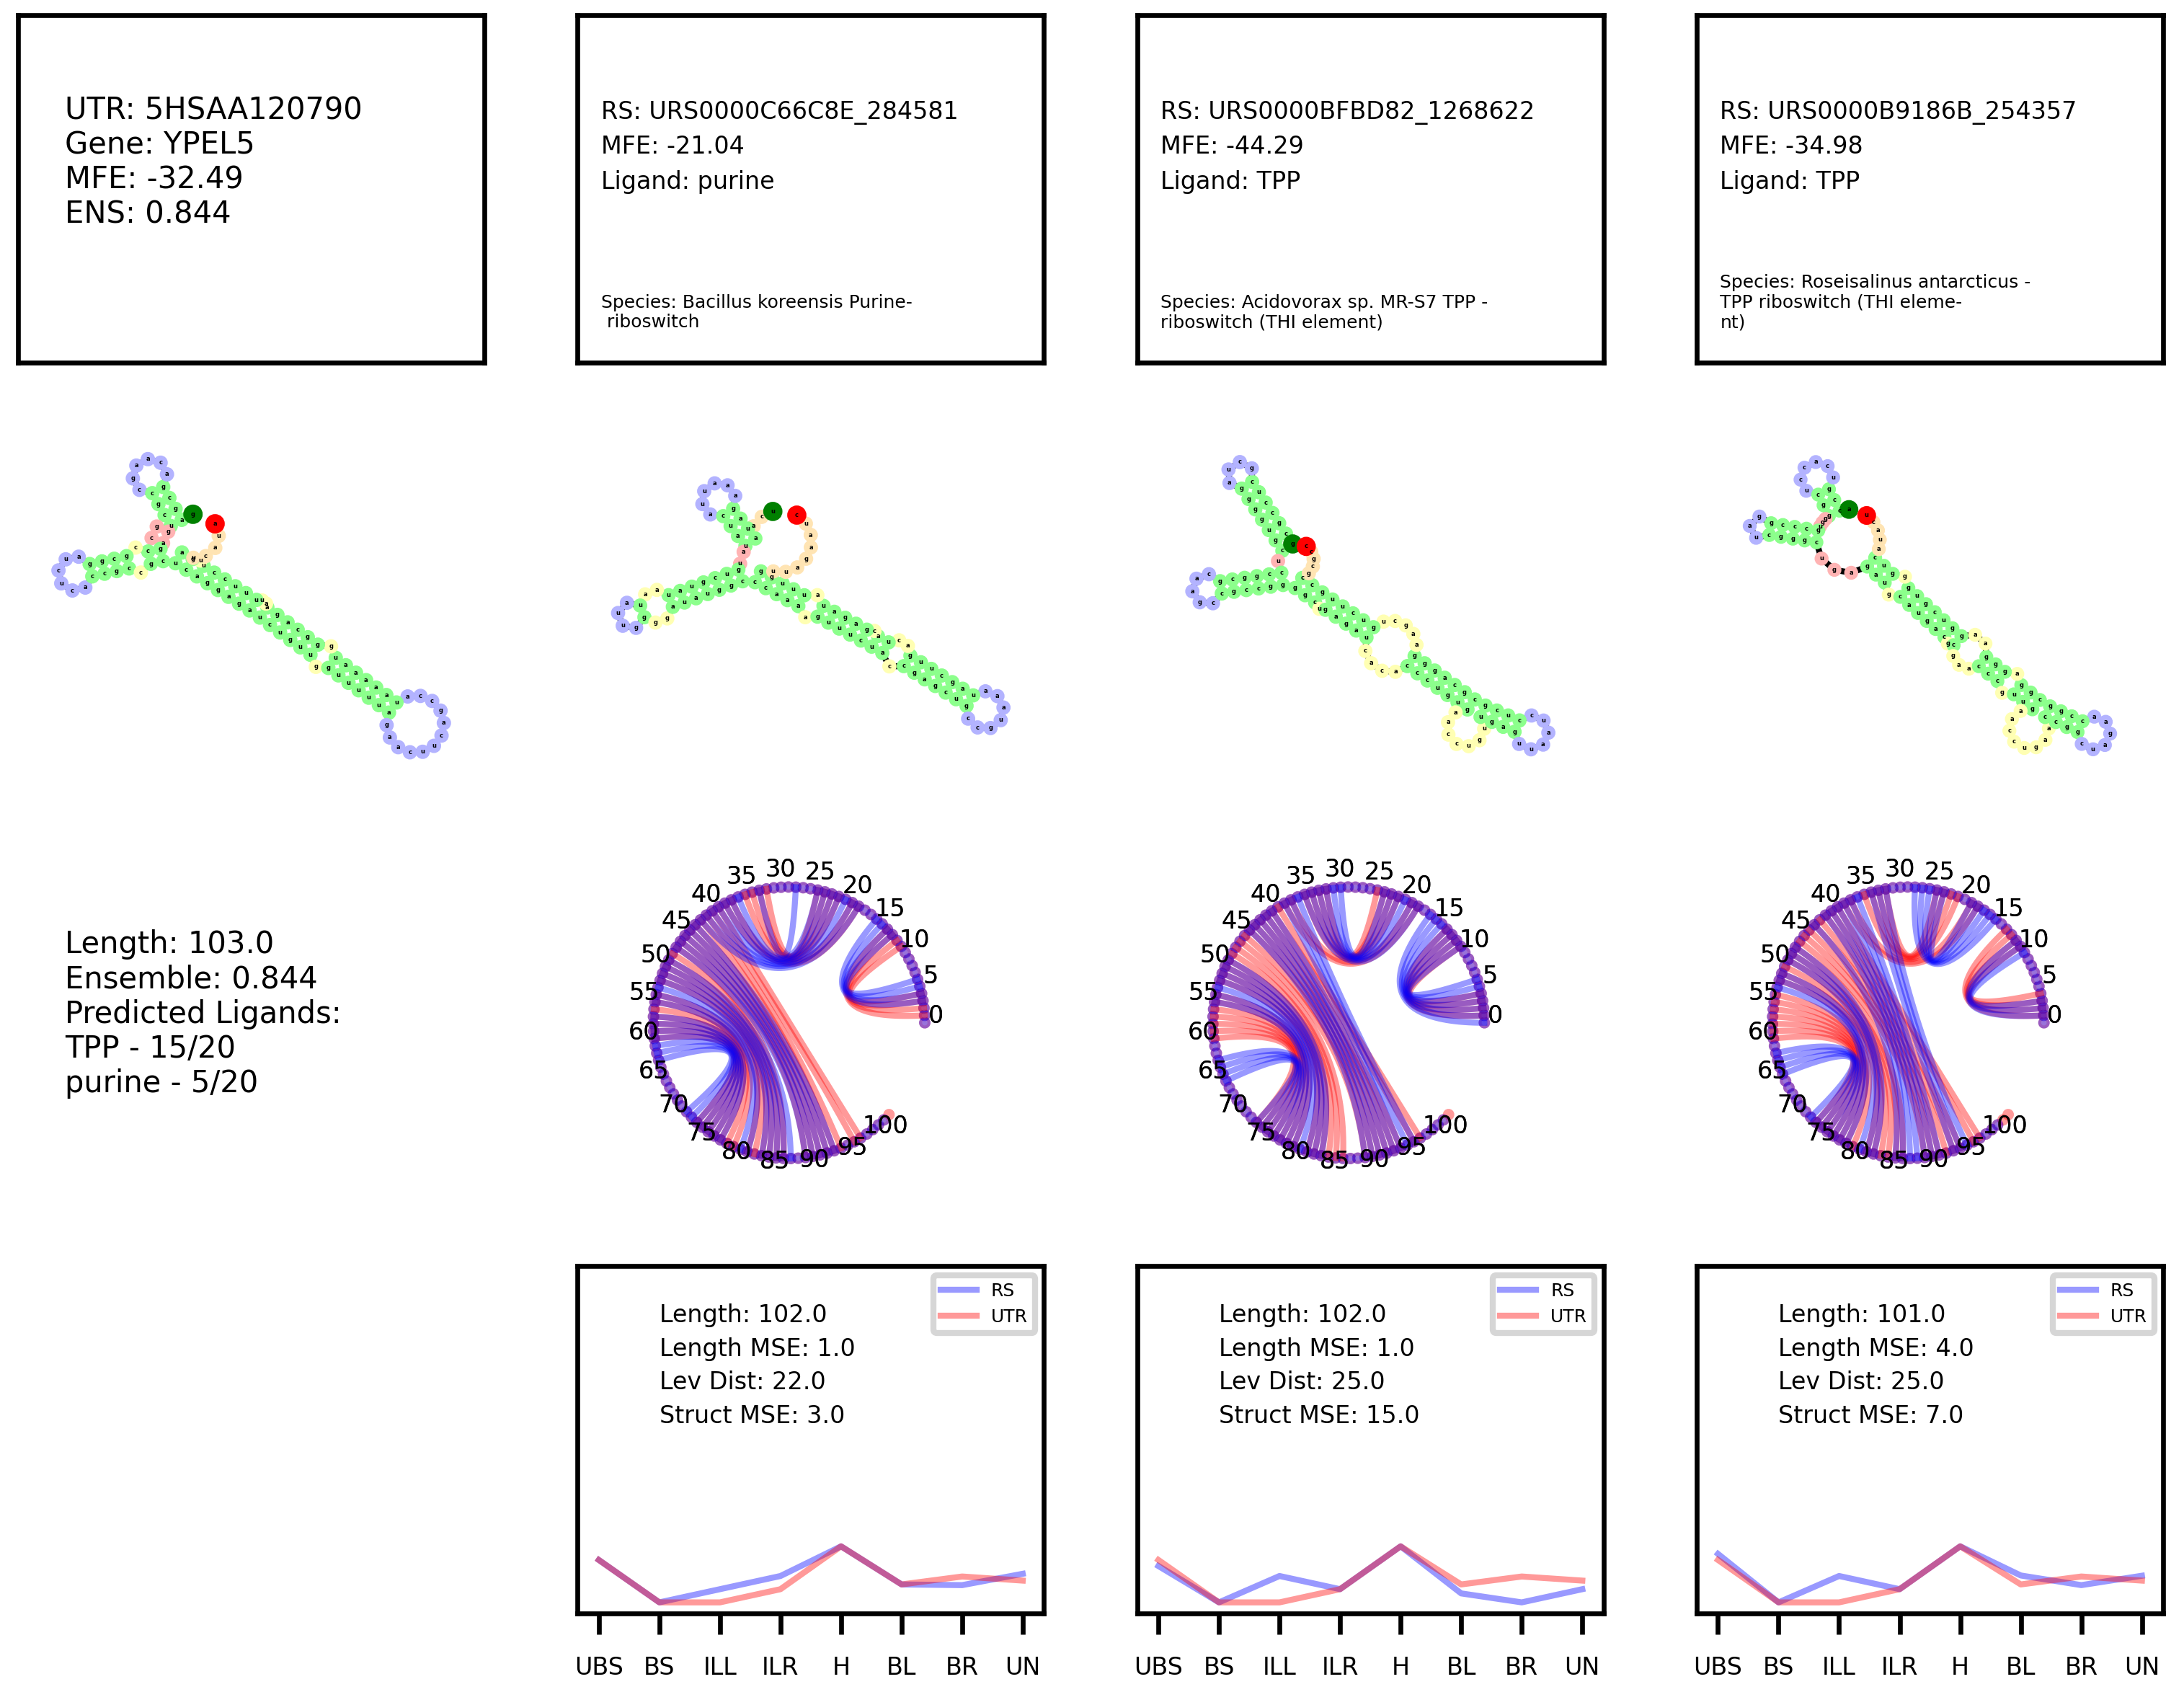 UTR: 5HSAA120790
Gene: YPEL5
MFE: -32.49
ENS: 0.844
RS: URS0000C66C8E_284581
MFE: -21.04
Ligand: purine
Species: Bacillus koreensis Purine-
riboswitch
RS: URS0000BFBD82_1268622
MFE: -44.29
Ligand: TPP
Species: Acidovorax sp. MR-S7 TPP -
riboswitch (THI element)
RS: URS0000B9186B_254357
MFE: -34.98
Ligand: TPP
Species: Roseisalinus antarcticus -
TPP riboswitch (THI eleme-
nt)
Length: 103.0
Ensemble: 0.844
Predicted Ligands:
TPP - 15/20
purine - 5/20
0 5 10 15 20 25 30 35 40 45 50 55 60 65 70 75 80 85 90 95 100
0 5 10 15 20 25 30 35 40 45 50 55 60 65 70 75 80 85 90 95 100
0 5 10 15 20 25 30 35 40 45 50 55 60 65 70 75 80 85 90 95 100
RS
UTR
Length: 102.0
Length MSE: 1.0
Lev Dist: 22.0
Struct MSE: 3.0
UBS BS ILL ILR H BL BR UN
RS
UTR
Length: 102.0
Length MSE: 1.0
Lev Dist: 25.0
Struct MSE: 15.0
UBS BS ILL ILR H BL BR UN
RS
UTR
Length: 101.0
Length MSE: 4.0
Lev Dist: 25.0
Struct MSE: 7.0
UBS BS ILL ILR H BL BR UN